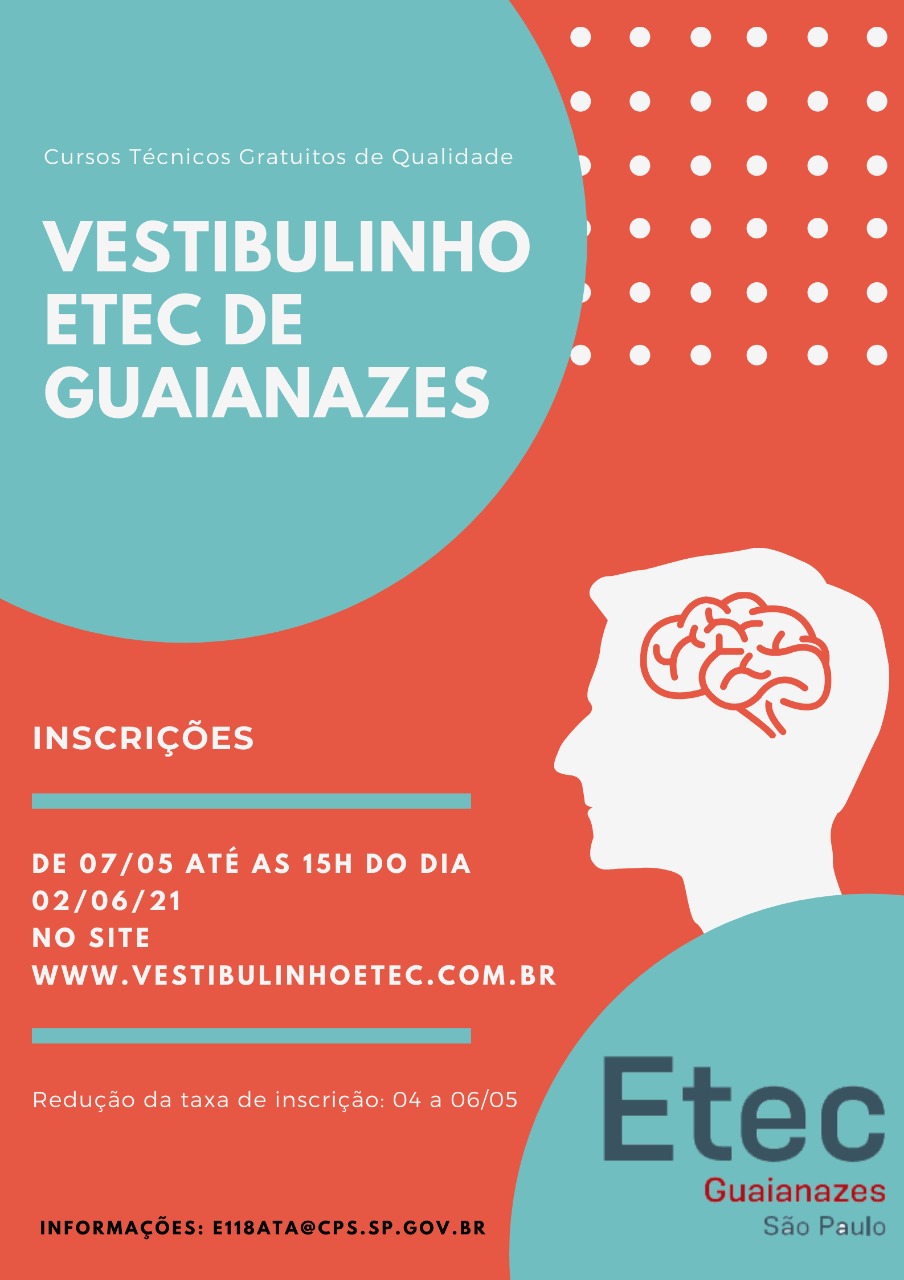 Cursos Técnicos Gratuitos de Qualidade
VESTIBULINHO
ETEC DE
GUAIANAZES
INSCRIÇÕES
DE 07/05 ATÉ AS 15H DO DIA
02/06/21
NO SITE
WWW.VESTIBULINHOETEC.COM.BR
Redução da taxa de inscrição: 04 a 06/05
INFORMAÇÕES: E118ATA@CPS.SP.GOV.BR
Etec
Guaianazes
São Paulo